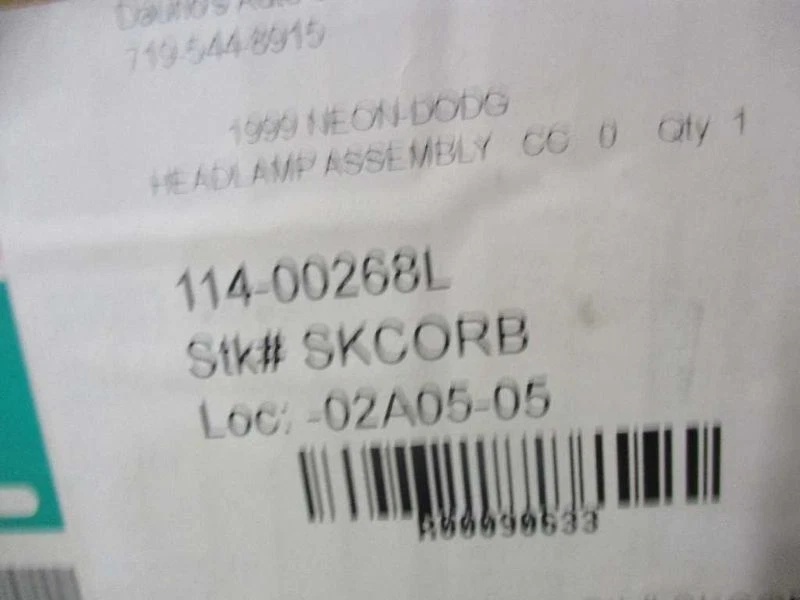 719-544-8915
1999 NEON-DODG
HEADLAMP ASSEMBLY CC 0 Qty 1
114-00268L
Stk# SKCORB
Loc: -02A05-05
A00090633